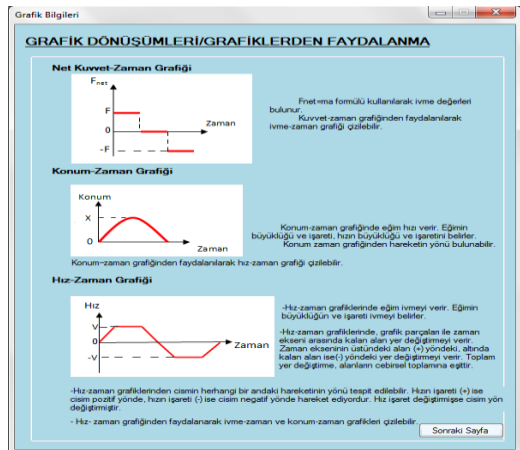 Grafik Bilgileri
GRAFİK DÖNÜŞÜMLERİ/GRAFİKLERDEN FAYDALANMA
Net Kuvvet-Zaman Grafiği
Fnet
F
0
-F
Zaman
Fnet=ma formülü kullanılarak ivme değerleri
bulunur.
Kuvvet-zaman grafiğinden faydalanılarak
ivme-zaman grafiği çizilebilir.
Konum-Zaman Grafiği
Konum
X
0
Zaman
Konum-zaman grafiğinde eğim hızı verir. Eğimin
büyüklüğü ve işareti, hızın büyüklüğü ve işaretini belirler.
Konum zaman grafiğinden hareketin yönü bulunabilir.
Konum-zaman grafiğinden faydalanılarak hız-zaman grafiği çizilebilir.
Hız-Zaman Grafiği
Hız
V
0
-V
Zaman
-Hız-zaman grafiklerinde eğim ivmeyi verir. Eğimin
büyüklüğün ve işareti ivmeyi belirler.
-Hız-zaman grafiklerinde, grafik parçaları ile zaman
ekseni arasında kalan alan yer değiştirmeyi verir.
Zaman ekseninin üstündeki alan (+) yöndeki, altında
kalan alan ise(-) yöndeki yer değiştirmeyi verir. Toplam
yer değiştirme, alanların cebirsel toplamına eşittir.
-Hız-zaman grafiklerinden cismin herhangi bir andaki hareketinin yönü tespit edilebilir. Hızın işareti (+) ise
cisim pozitif yönde, hızın işareti (-) ise cisim negatif yönde hareket ediyordur. Hız işaret değiştirmişse cisim yön
değiştirmiştir.
- Hız- zaman grafiğinden faydalanarak ivme-zaman ve konum-zaman grafikleri çizilebilir.
Sonraki Sayfa